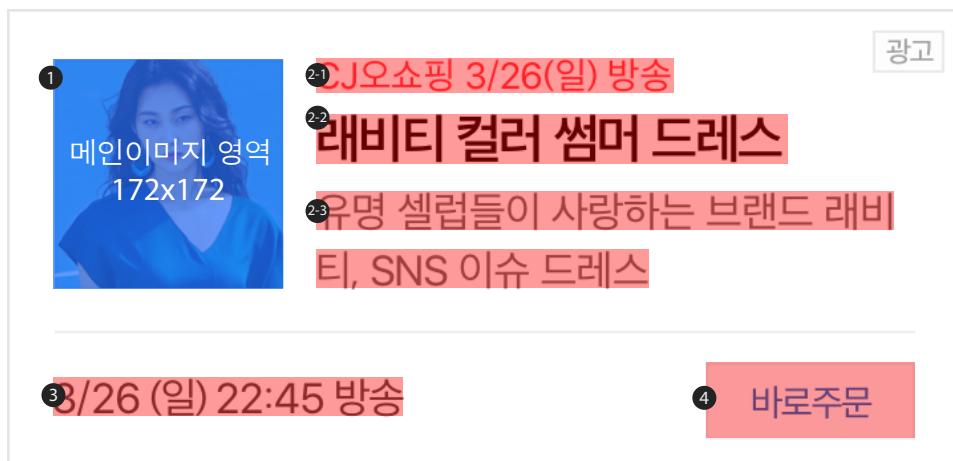 광고
1
메인이미지 영역
172x172
2-1 CJ오쇼핑 3/26(일) 방송
2-2 래비티 컬러 썸머 드레스
2-3 유명 셀럽들이 사랑하는 브랜드 래비
티, SNS 이슈 드레스
3 3/26 (일) 22:45 방송
4 바로주문